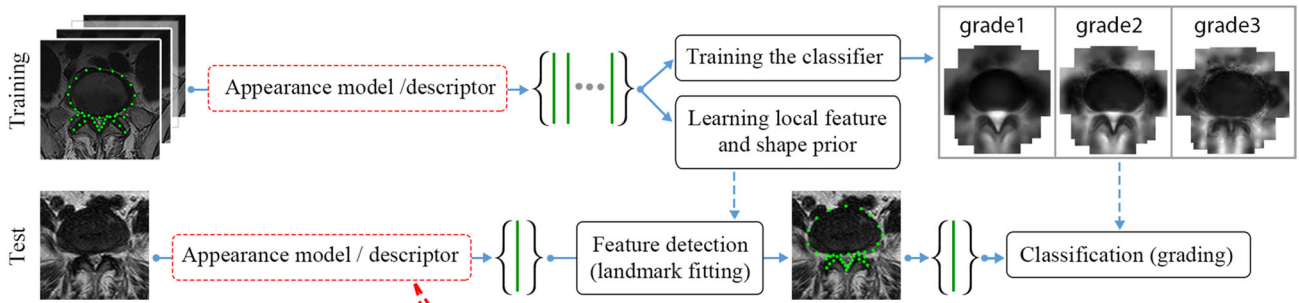 Training
Appearance model /descriptor
Training the classifier
Learning local feature
and shape prior
grade1
grade2
grade3
Test
Appearance model / descriptor
Feature detection
(landmark fitting)
Classification (grading)